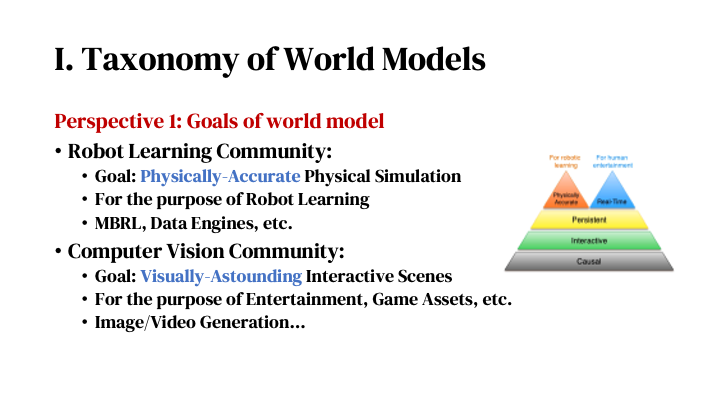 I. Taxonomy of World Models
Perspective 1: Goals of world model
• Robot Learning Community:
• Goal: Physically-Accurate Physical Simulation
• For the purpose of Robot Learning
• MBRL, Data Engines, etc.
• Computer Vision Community:
• Goal: Visually-Astounding Interactive Scenes
• For the purpose of Entertainment, Game Assets, etc.
• Image/Video Generation…
For robotic
learning
For human
entertainment
Physically
Accurate
Real-Time
Persistent
Interactive
Causal